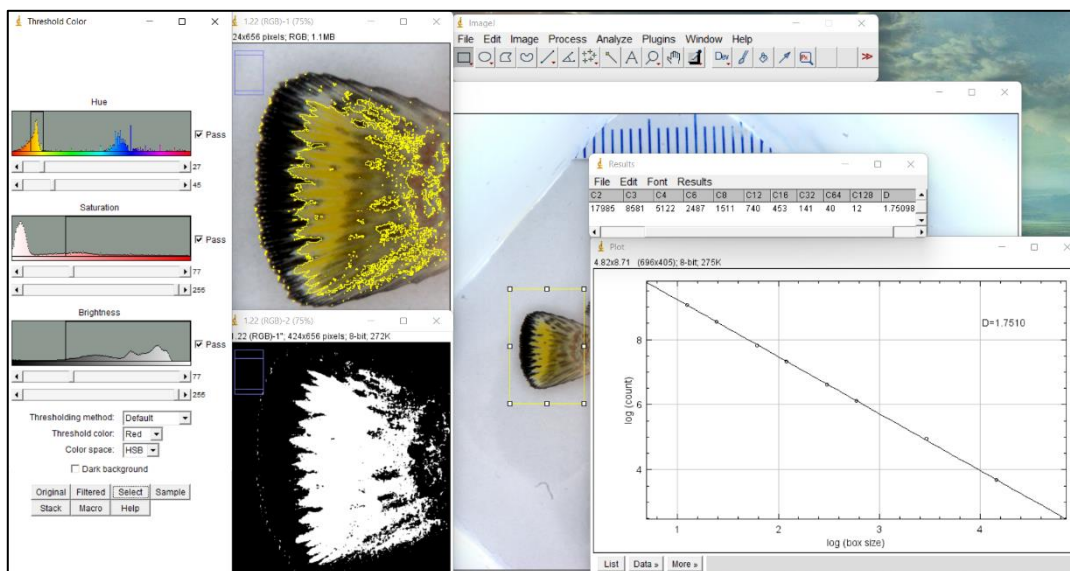 Threshold Color
Hue
Pass
27
45
Saturation
Pass
77
255
Brightness
Pass
77
255
Thresholding method: Default
Threshold color: Red
Color space: HSB
Dark background
Original Filtered Select Sample
Stack Macro Help
1.22 (RGB)-1 (75%)
24x656 pixels; RGB; 1.1MB
1.22 (RGB)-2 (75%)
1.22 (RGB)-1"; 424x656 pixels; 8-bit; 272K
ImageJ
File Edit Image Process Analyze Plugins Window Help
Dev
Results
File Edit Font Results
C2 C3 C4 C6 C8 C12 C16 C32 C64 C128 D
17985 8581 5122 2487 1511 740 453 141 40 12 1.75098
Plot
4.82x8.71 (696x405); 8-bit; 275K
D=1.7510
8
6
4
log (count)
1 2 3 4
log (box size)
List Data » More »